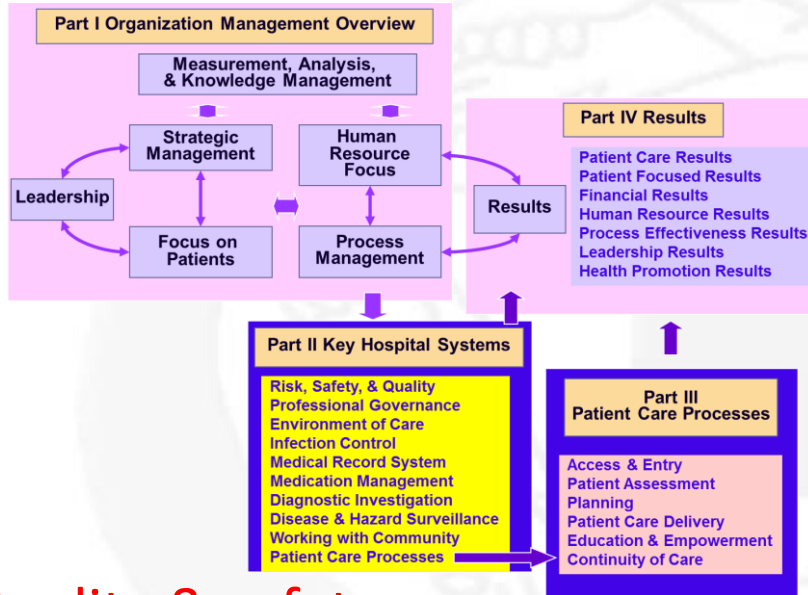 Part I Organization Management Overview
Measurement, Analysis,
& Knowledge Management
Strategic
Management
Human
Resource
Focus
Leadership
Focus on
Patients
Process
Management
Results
Part IV Results
Patient Care Results
Patient Focused Results
Financial Results
Human Resource Results
Process Effectiveness Results
Leadership Results
Health Promotion Results
Part II Key Hospital Systems
Risk, Safety, & Quality
Professional Governance
Environment of Care
Infection Control
Medical Record System
Medication Management
Diagnostic Investigation
Disease & Hazard Surveillance
Working with Community
Patient Care Processes
Part III
Patient Care Processes
Access & Entry
Patient Assessment
Planning
Patient Care Delivery
Education & Empowerment
Continuity of Care